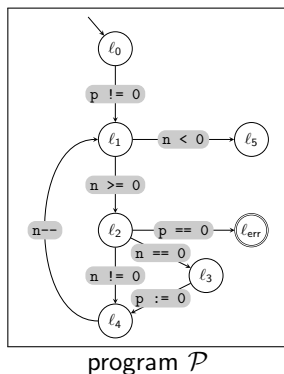 ℓ0
p != 0
ℓ1 n < 0 ℓ5
n >= 0
ℓ2 p == 0 ℓerr
n-- n == 0
n != 0 ℓ3
p := 0
ℓ4
program P